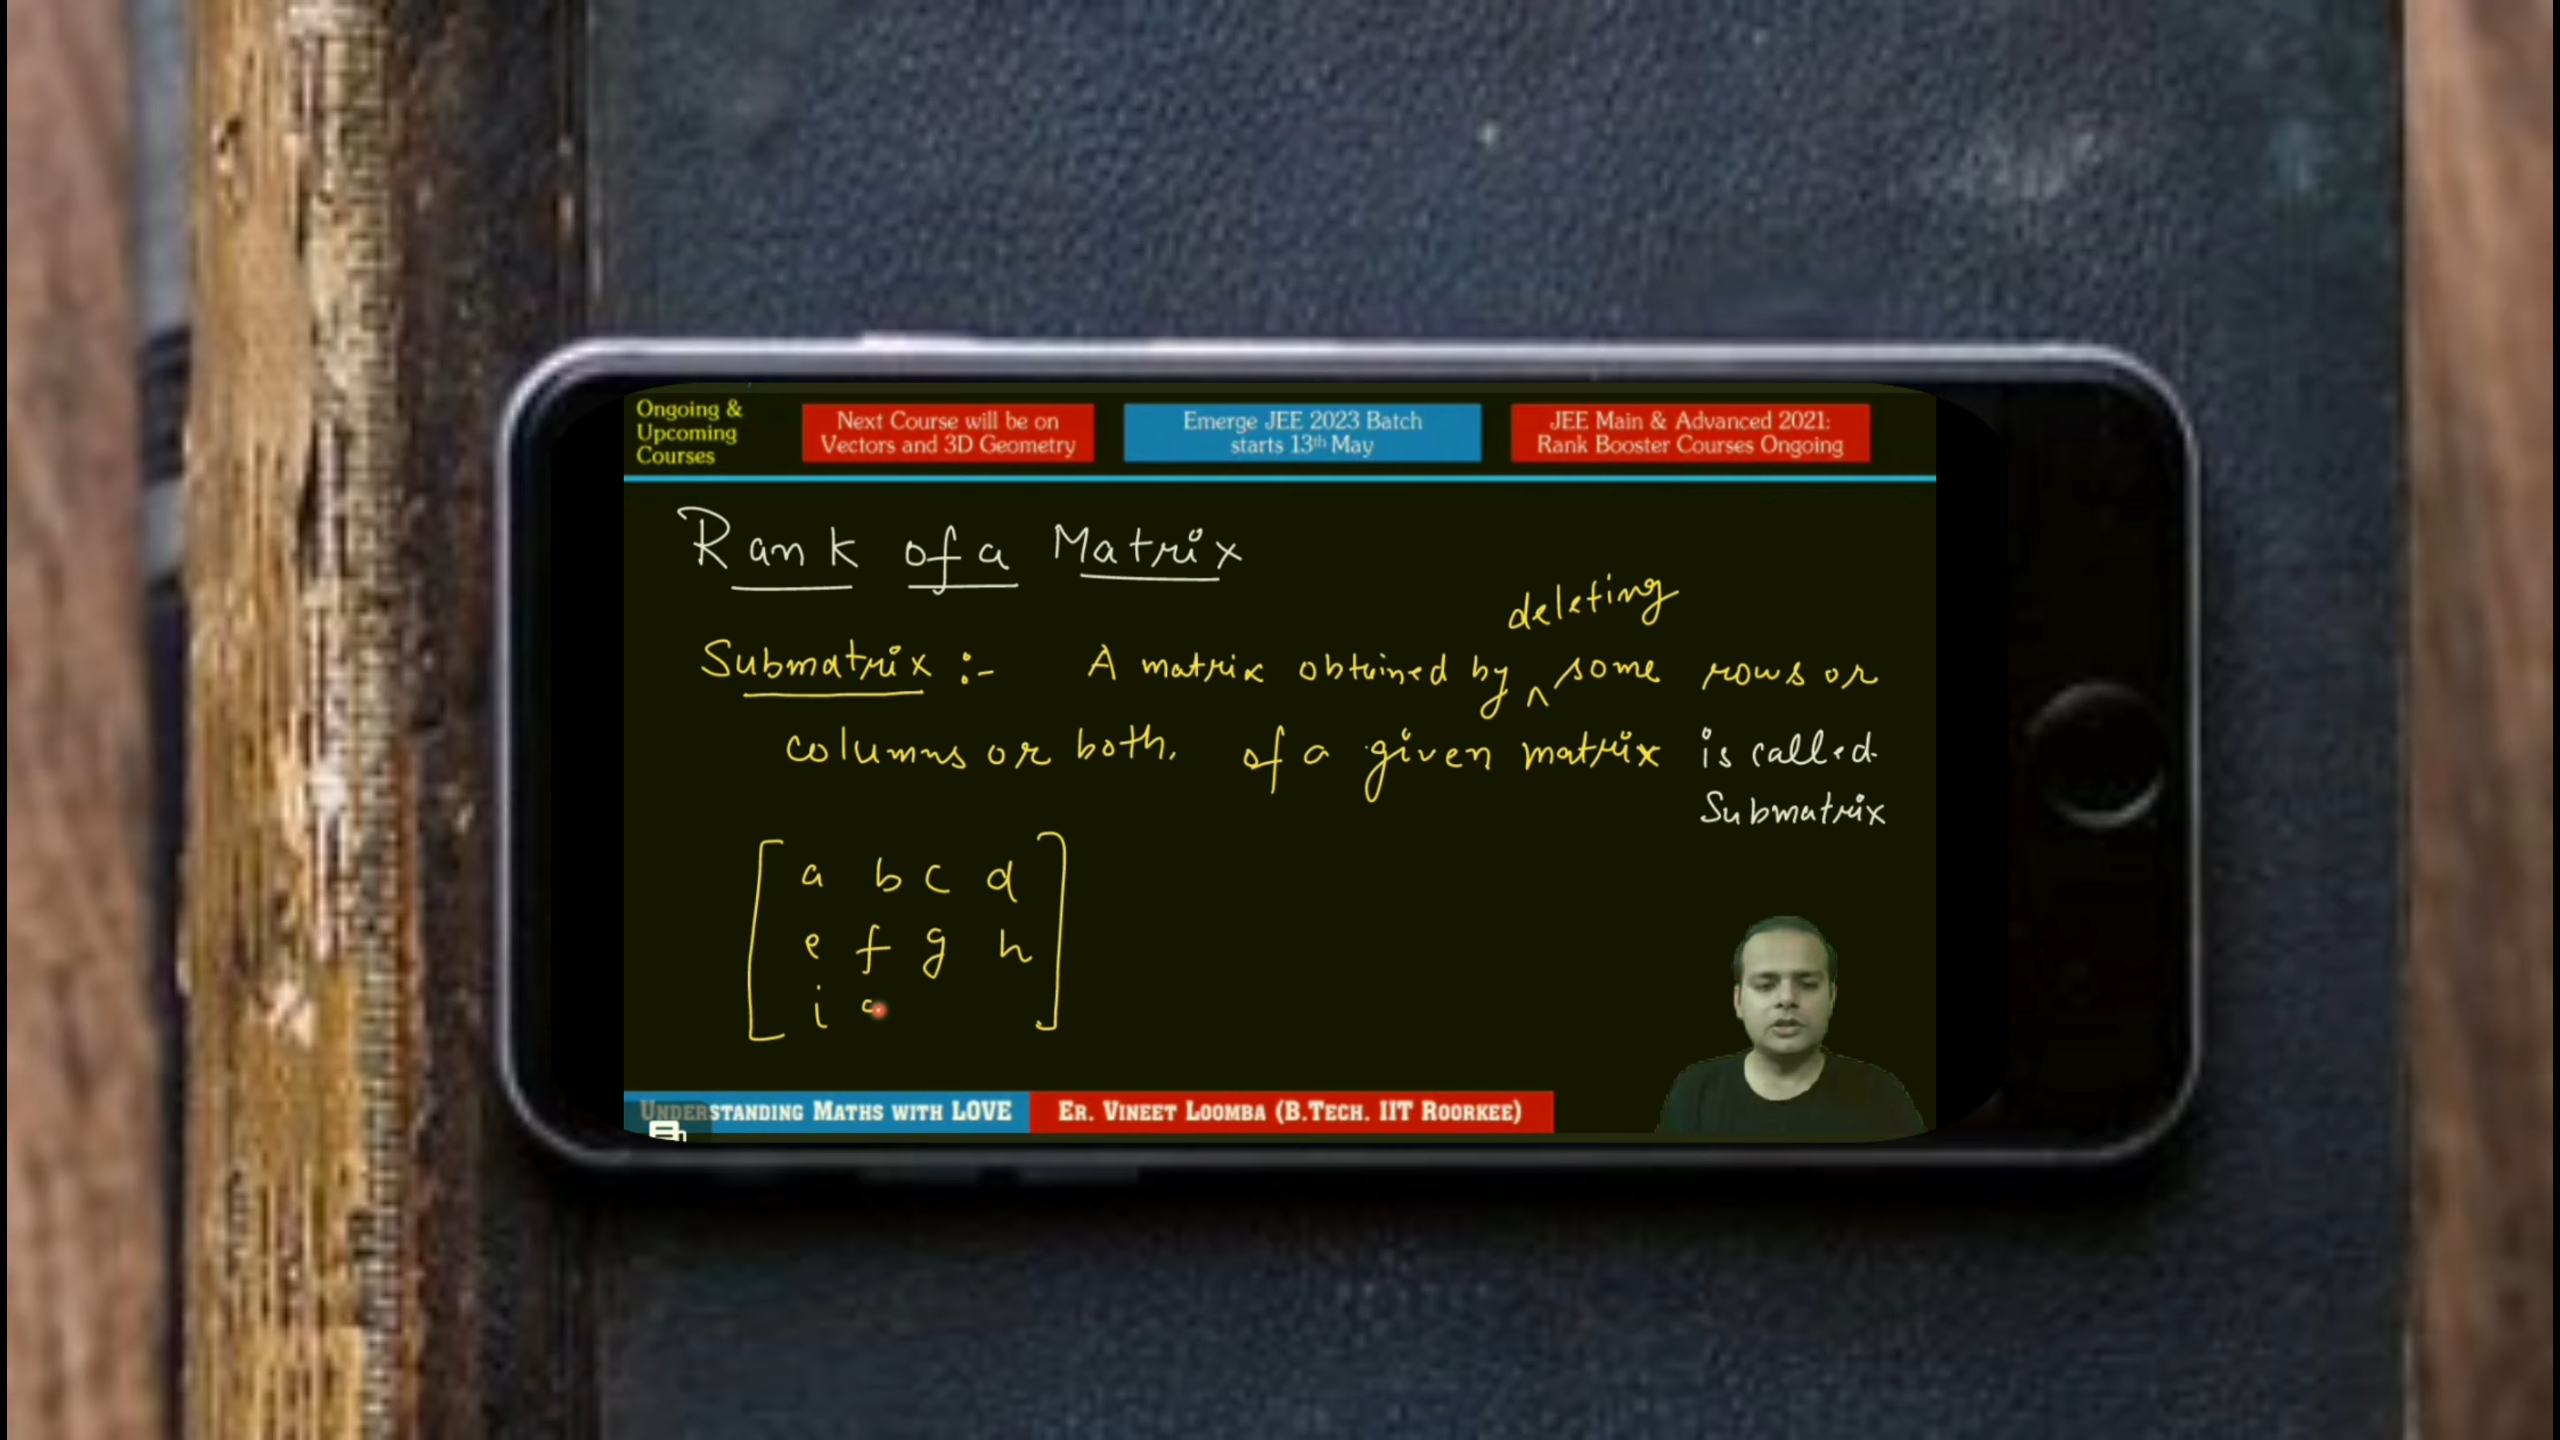 Ongoing &
Upcoming
Courses
Next Course will be on
Vectors and 3D Geometry
Emerge JEE 2023 Batch
starts 13th May
JEE Main & Advanced 2021:
Rank Booster Courses Ongoing
Rank of a Matrix
deleting
Submatrix :- A matrix obtained by ^ some rows or
columns or both. of a given matrix is called
Submatrix
a b c d
e f g h
i
UNDERSTANDING MATHS WITH LOVE
ER. VINEET LOOMBA (B.TECH. IIT ROORKEE)